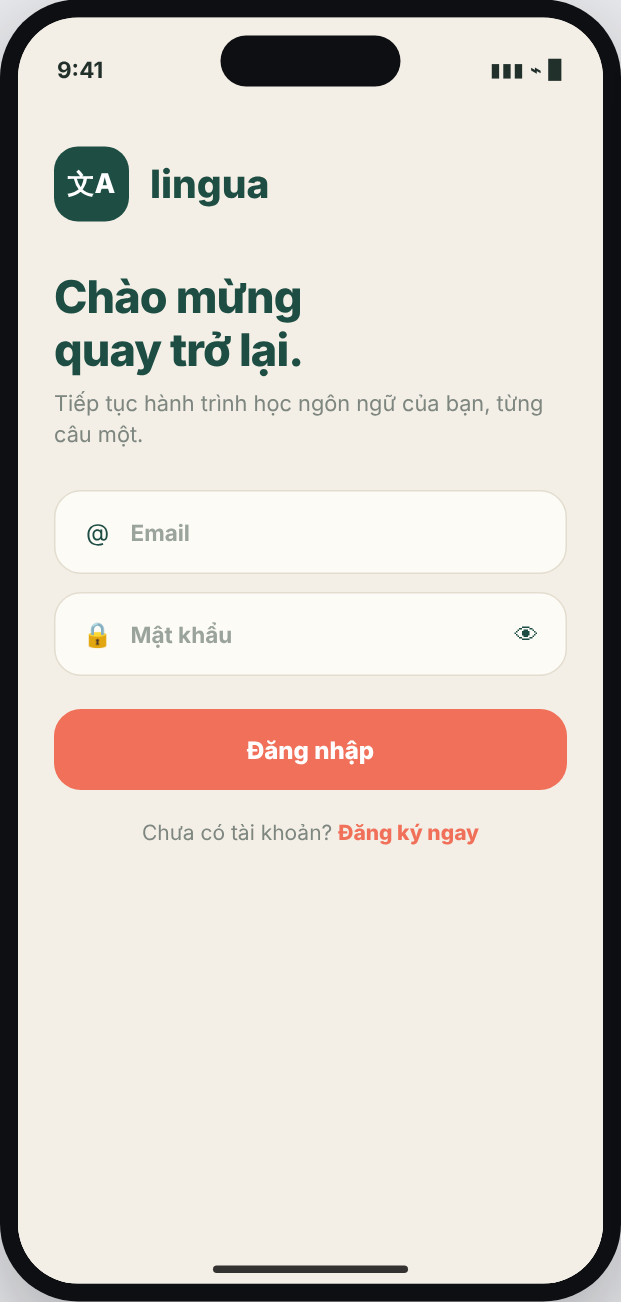 9:41
文A
lingua
Chào mừng
quay trở lại.
Tiếp tục hành trình học ngôn ngữ của bạn, từng
câu một.
@ Email
Mật khẩu
Đăng nhập
Chưa có tài khoản? Đăng ký ngay